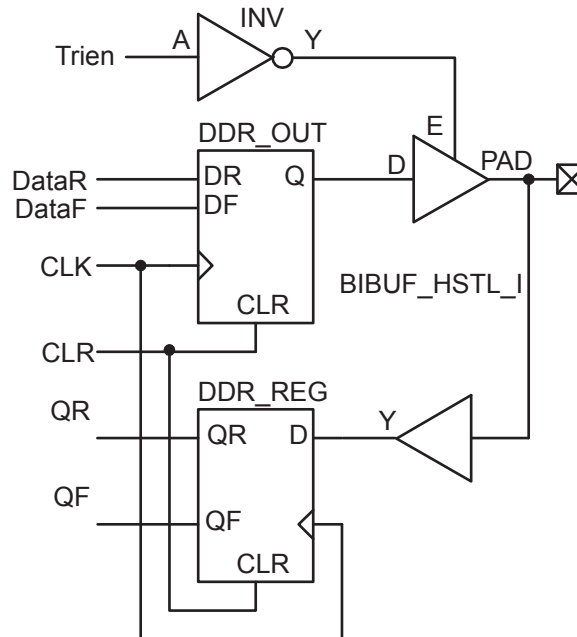 INV
Trien A Y
DDR_OUT E
DataR DR Q D PAD
DataF DF
CLK
BIBUF_HSTL_I
CLR
CLR
DDR_REG
QR QR D Y
QF QF
CLR